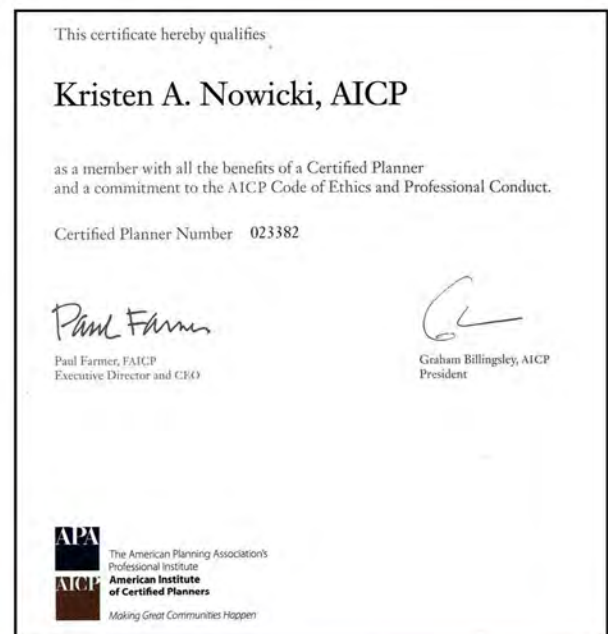 This certificate hereby qualifies
Kristen A. Nowicki, AICP
as a member with all the benefits of a Certified Planner
and a commitment to the AICP Code of Ethics and Professional Conduct.
Certified Planner Number 023382
Paul Farmer
Paul Farmer, FAICP
Executive Director and CEO
Graham Billingsley, AICP
President
APA
The American Planning Association's
Professional Institute
AICP
American Institute
of Certified Planners
Making Great Communities Happen